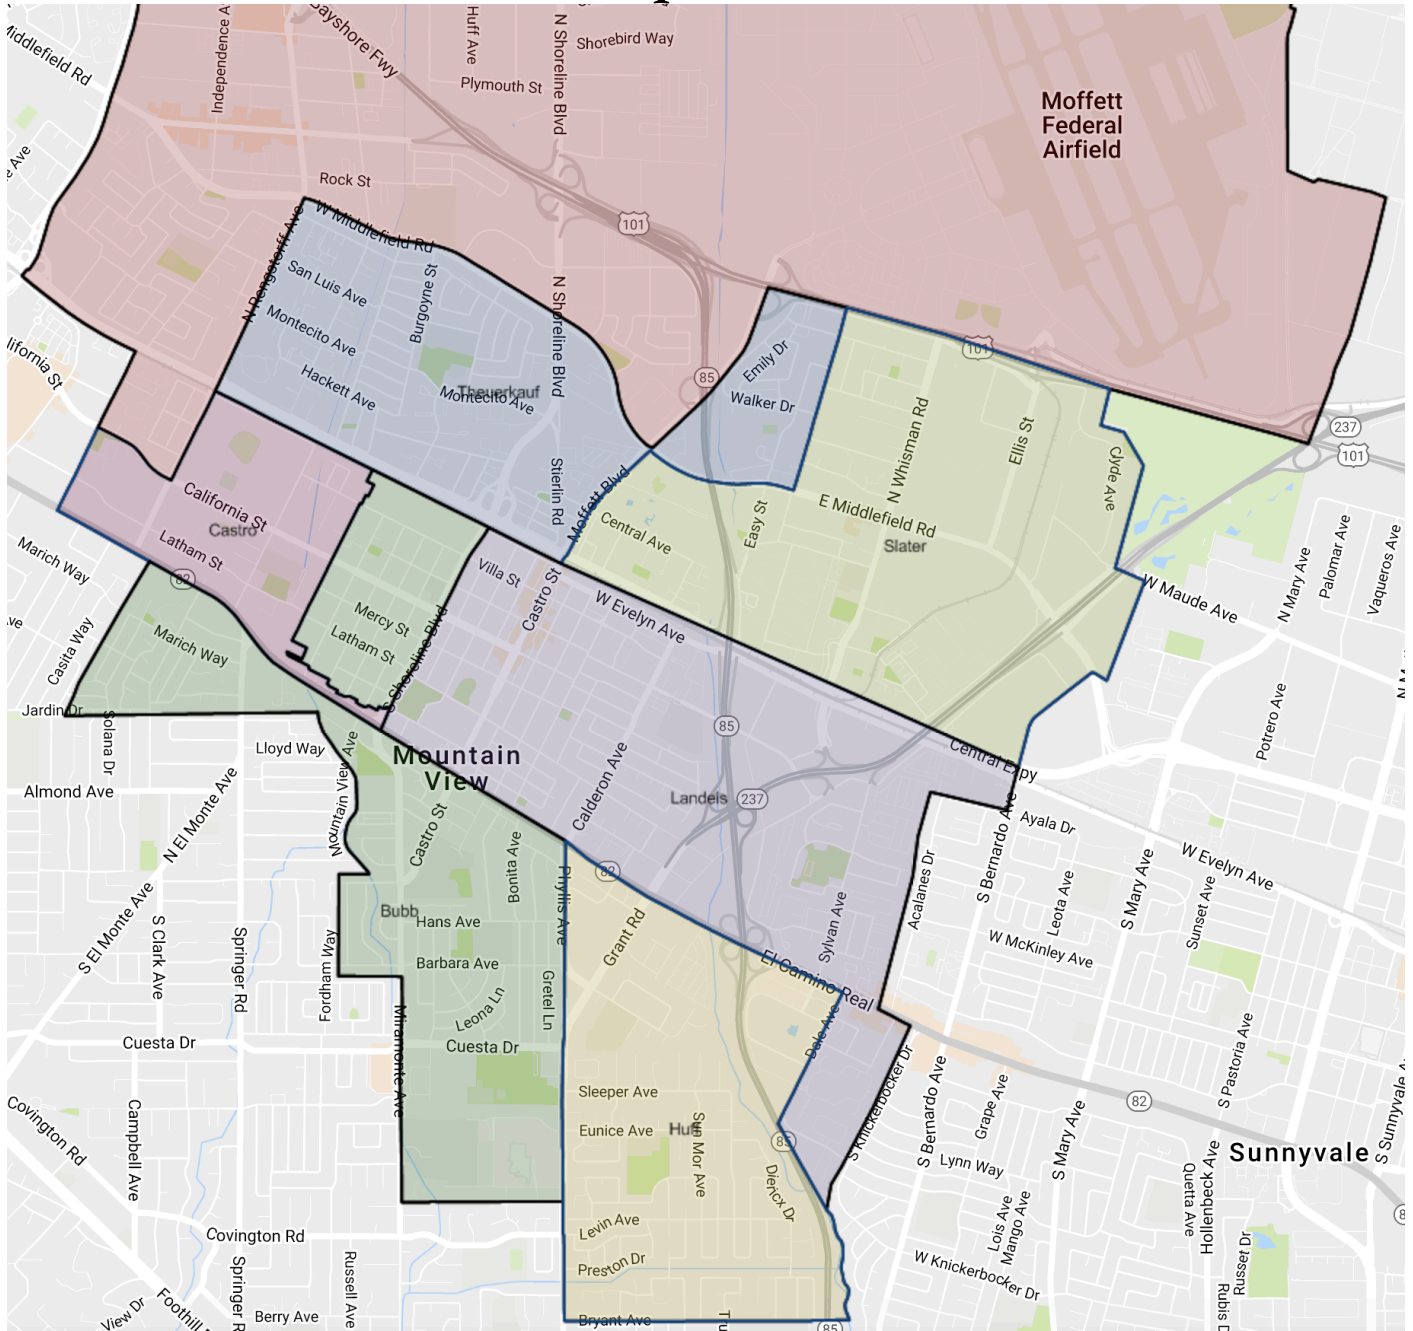 Middlefield Rd
Independence A
Bayshore Fwy
Huff Ave
N Shoreline Blvd
Shorebird Way
Plymouth St
Moffett
Federal
Airfield
Rock St
101
W Middlefield Rd
N Rengstorff Ave
San Luis Ave
Burgoyne St
Montecito Ave
Hackett Ave
Theuerkauf
Montecito Ave
N Shoreline Blvd
85
Emily Dr
Walker Dr
101
237
101
lifornia St
N Whisman Rd
Ellis St
Clyde Ave
Stierlin Rd
Moffett Blvd
Central Ave
Easy St
E Middlefield Rd
Slater
California St
Castro
Latham St
82
Marich Way
Casita Way
Marich Way
Mercy St
Latham St
S Shoreline Blvd
Villa St
Castro St
W Evelyn Ave
W Maude Ave
N Mary Ave
Palomar Ave
Vaqueros Ave
Jardin Dr
Solana Dr
Lloyd Way
Mountain View Ave
Mountain
View
85
Central Expy
Potrero Ave
Almond Ave
N El Monte Ave
Castro St
Calderon Ave
Landels
237
Ayala Dr
S Bernardo Ave
W Evelyn Ave
Acalanes Dr
S Mary Ave
Leota Ave
Sunset Ave
S El Monte Ave
S Clark Ave
Springer Rd
Fordham Way
Bubb
Hans Ave
Bonita Ave
Phyllis Ave
82
Grant Rd
Sylvan Ave
W McKinley Ave
Barbara Ave
Leona Ln
Gretel Ln
El Camino Real
Dale Ave
Cuesta Dr
Cuesta Dr
Miramonte Ave
S Knickerbocker Dr
S Bernardo Ave
Grape Ave
82
S Pastoria Ave
S Sunnyvale A
Covington Rd
Campbell Ave
Sleeper Ave
Eunice Ave
Huff
Sun Mor Ave
85
Diericx Dr
Lynn Way
S Mary Ave
Sunnyvale
Quetta Ave
Hollenbeck Ave
Covington Rd
Levin Ave
Preston Dr
Lois Ave
Mango Ave
W Knickerbocker Dr
Russet Dr
Springer R
Russell Ave
View Dr
Foothill
Berry Ave
Bryant Ave
Tru
85
Rubis D